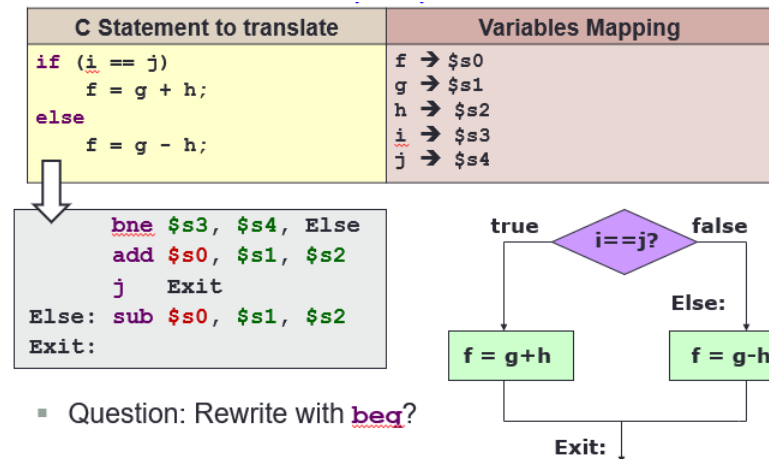 C Statement to translate
Variables Mapping
if (i == j)
f = g + h;
else
f = g - h;
f ➔ $s0
g ➔ $s1
h ➔ $s2
i ➔ $s3
j ➔ $s4
bne $s3, $s4, Else
add $s0, $s1, $s2
j Exit
Else: sub $s0, $s1, $s2
Exit:
true
i==j?
false
Else:
f = g+h
f = g-h
Exit:
▪ Question: Rewrite with beq?